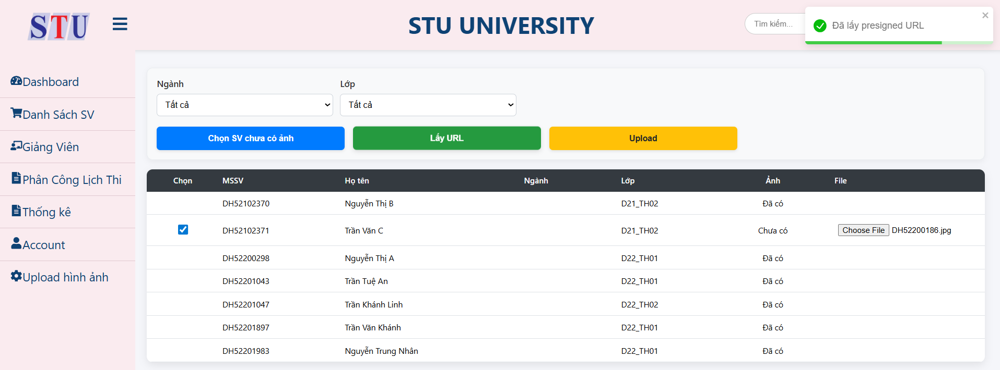 STU
STU UNIVERSITY
Tìm kiếm...
Đã lấy presigned URL
Dashboard
Danh Sách SV
Giảng Viên
Phân Công Lịch Thi
Thống kê
Account
Upload hình ảnh
Ngành Lớp
Tất cả Tất cả
Chọn SV chưa có ảnh Lấy URL Upload
Chọn MSSV Họ tên Ngành Lớp Ảnh File
DH52102370 Nguyễn Thị B D21_TH02 Đã có
DH52102371 Trần Văn C D21_TH02 Chưa có Choose File DH52200186.jpg
DH52200298 Nguyễn Thị A D22_TH01 Đã có
DH52201043 Trần Tuệ An D22_TH01 Đã có
DH52201047 Trần Khánh Linh D22_TH02 Đã có
DH52201897 Trần Văn Khánh D22_TH01 Đã có
DH52201983 Nguyễn Trung Nhân D22_TH01 Đã có